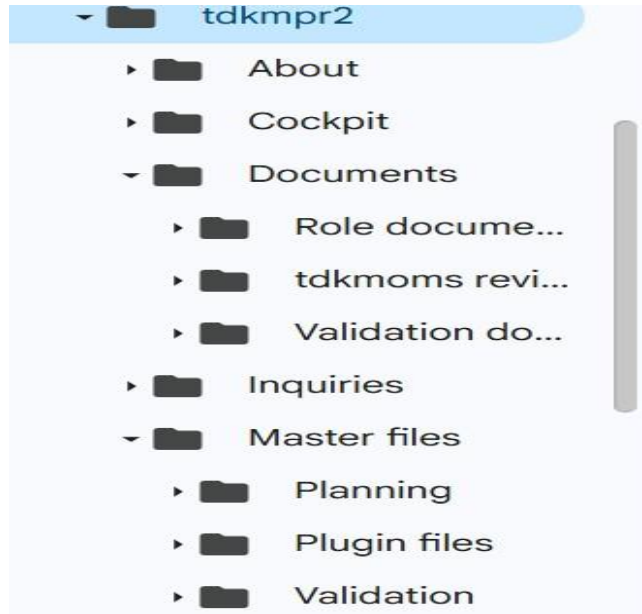 tdkmpr2
About
Cockpit
Documents
Role docume...
tdkmoms revi...
Validation do...
Inquiries
Master files
Planning
Plugin files
Validation